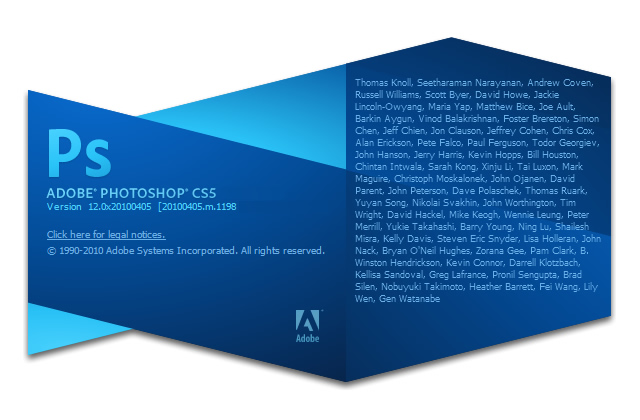 Ps
ADOBE® PHOTOSHOP® CS5
Version 12.0x20100405 [20100405.m.1198
Click here for legal notices.
© 1990-2010 Adobe Systems Incorporated. All rights reserved.
Adobe
Thomas Knoll, Seetharaman Narayanan, Andrew Coven,
Russell Williams, Scott Byer, David Howe, Jackie
Lincoln-Owyang, Maria Yap, Matthew Bice, Joe Ault,
Barkin Aygun, Vinod Balakrishnan, Foster Brereton, Simon
Chen, Jeff Chien, Jon Clauson, Jeffrey Cohen, Chris Cox,
Alan Erickson, Pete Falco, Paul Ferguson, Todor Georgiev,
John Hanson, Jerry Harris, Kevin Hopps, Bill Houston,
Chintan Intwala, Sarah Kong, Xinju Li, Tai Luxon, Mark
Maguire, Christoph Moskalonek, John Ojanen, David
Parent, John Peterson, Dave Polaschek, Thomas Ruark,
Yuyan Song, Nikolai Svakhin, John Worthington, Tim
Wright, David Hackel, Mike Keogh, Wennie Leung, Peter
Merrill, Yukie Takahashi, Barry Young, Ning Lu, Shailesh
Misra, Kelly Davis, Steven Eric Snyder, Lisa Holleran, John
Nack, Bryan O'Neil Hughes, Zorana Gee, Pam Clark, B.
Winston Hendrickson, Kevin Connor, Darrell Klotzbach,
Kellisa Sandoval, Greg Lafrance, Pronil Sengupta, Brad
Silen, Nobuyuki Takimoto, Heather Barrett, Fei Wang, Lily
Wen, Gen Watanabe